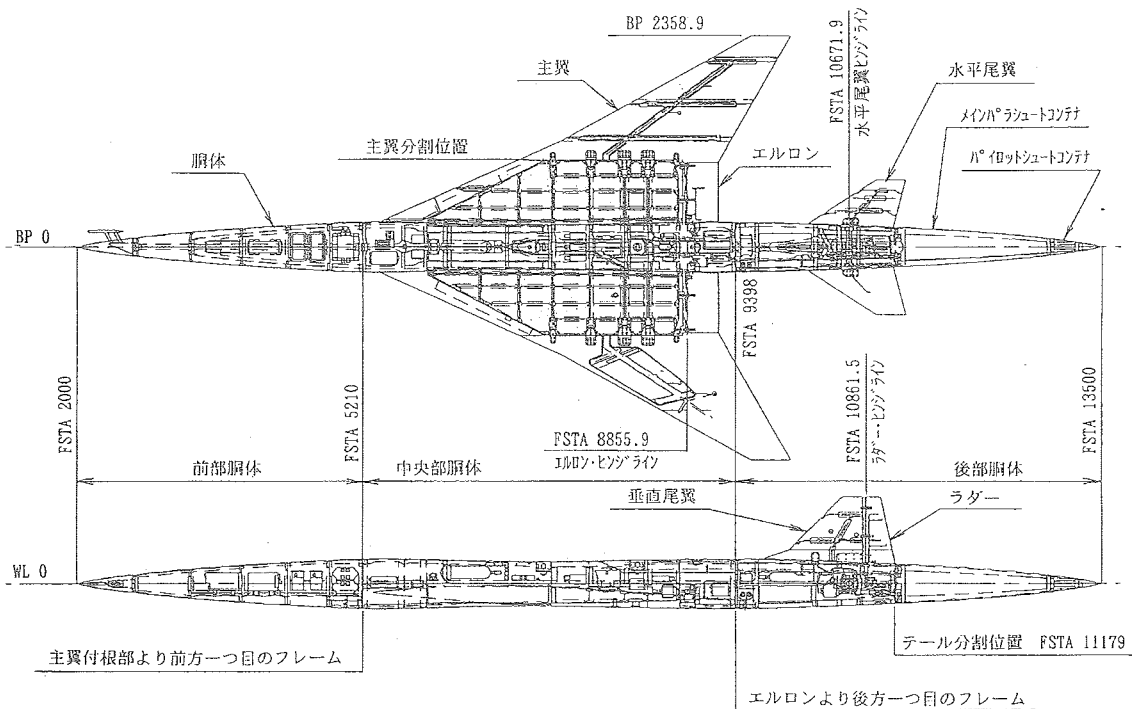 BP 2358.9
FSTA 10671.9
水平尾翼ヒンジライン
主翼
水平尾翼
メインパラシュートコンテナ
主翼分割位置
エルロン
パイロットシュートコンテナ
胴体
BP 0
FSTA 9398
FSTA 2000
FSTA 5210
FSTA 10861.5
ラダー・ヒンジライン
FSTA 13500
FSTA 8855.9
エルロン・ヒンジライン
前部胴体
中央部胴体
後部胴体
垂直尾翼
ラダー
WL 0
主翼付根部より前方一つ目のフレーム
テール分割位置 FSTA 11179
エルロンより後方一つ目のフレーム